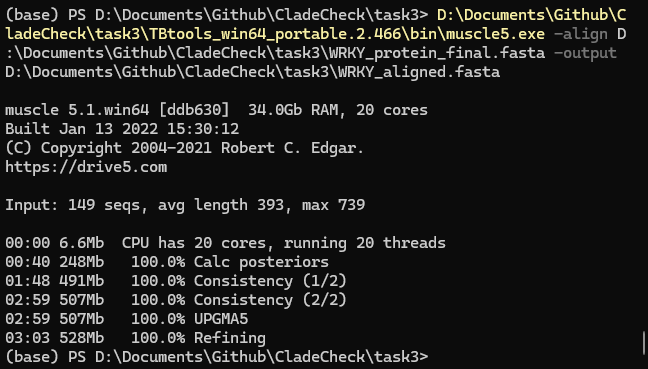 (base) PS D:\Documents\Github\CladeCheck\task3> D:\Documents\Github\C
ladeCheck\task3\TBtools_win64_portable.2.466\bin\muscle5.exe -align D
:\Documents\Github\CladeCheck\task3\WRKY_protein_final.fasta -output
D:\Documents\Github\CladeCheck\task3\WRKY_aligned.fasta

muscle 5.1.win64 [ddb630]  34.0Gb RAM, 20 cores
Built Jan 13 2022 15:30:12
(C) Copyright 2004-2021 Robert C. Edgar.
https://drive5.com

Input: 149 seqs, avg length 393, max 739

00:00 6.6Mb  CPU has 20 cores, running 20 threads
00:40 248Mb   100.0% Calc posteriors
01:48 491Mb   100.0% Consistency (1/2)
02:59 507Mb   100.0% Consistency (2/2)
02:59 507Mb   100.0% UPGMA5
03:03 528Mb   100.0% Refining
(base) PS D:\Documents\Github\CladeCheck\task3>